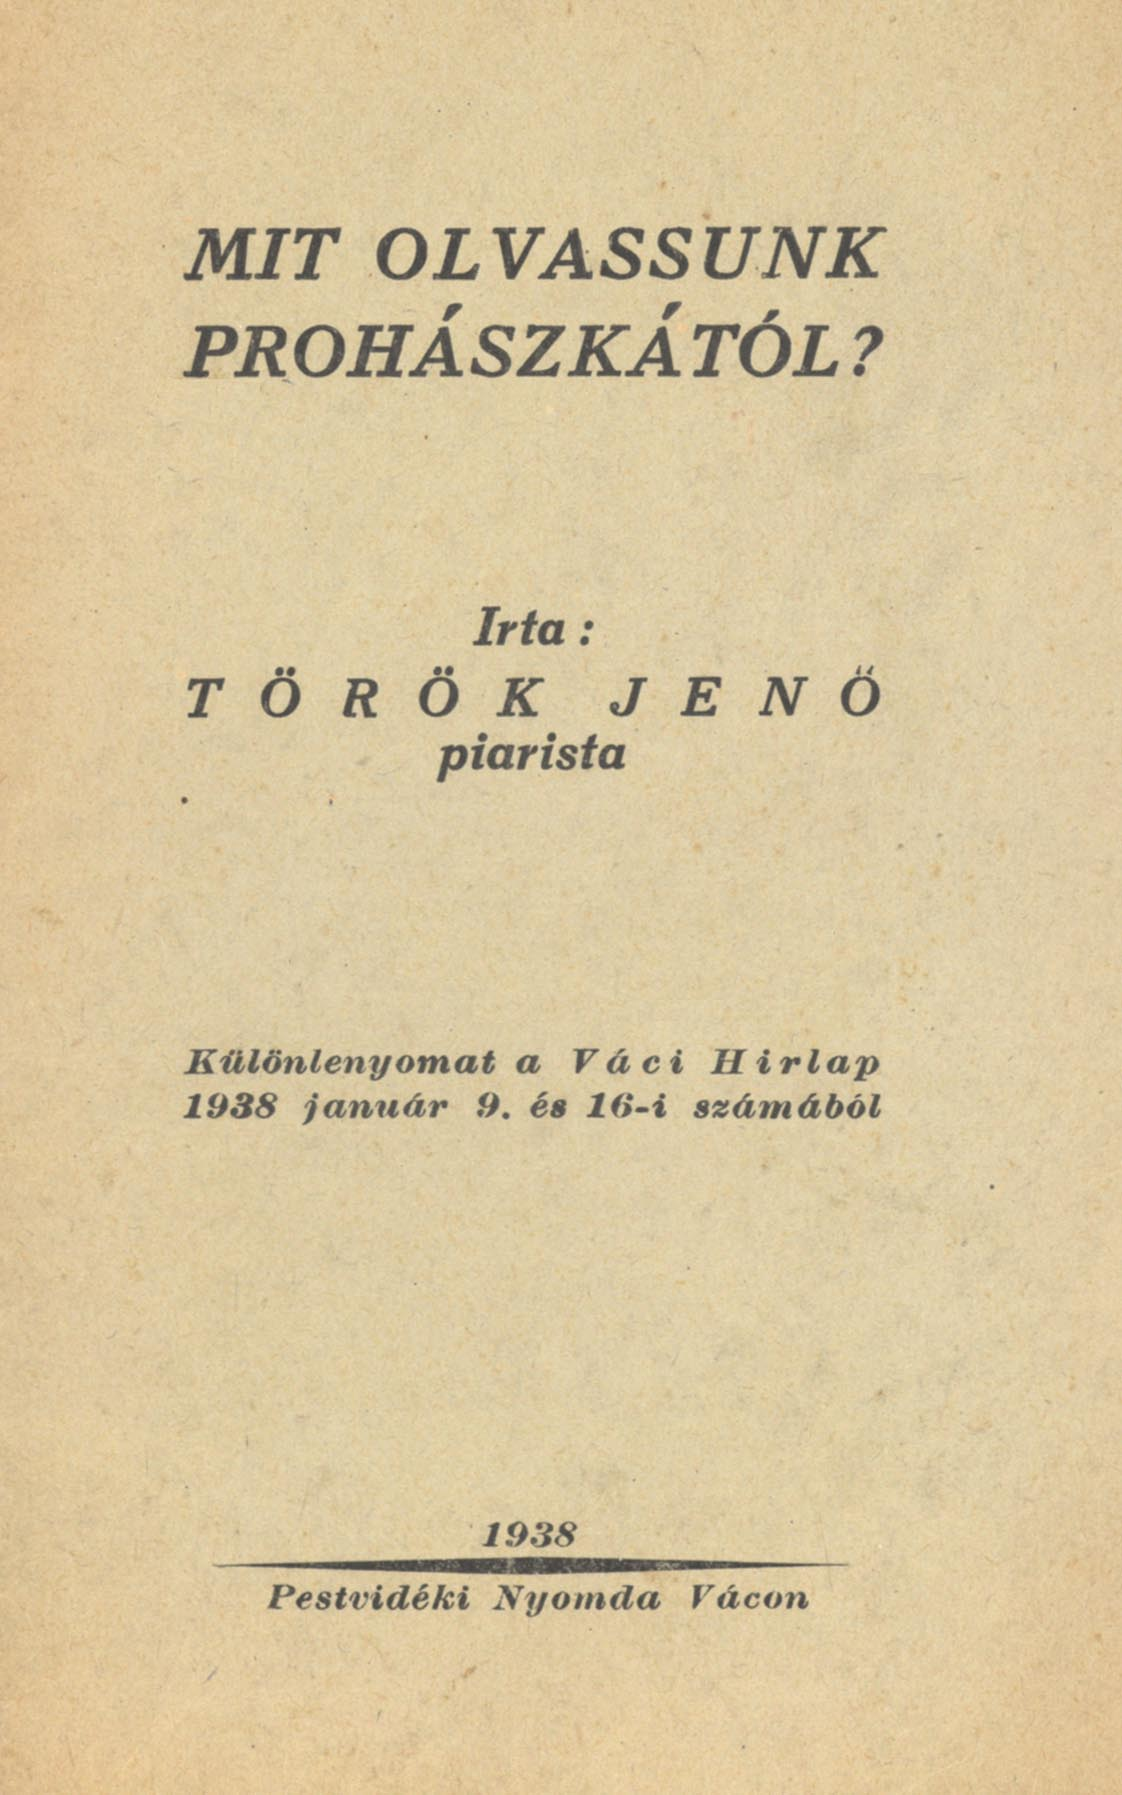 MIT OLVASSUNK
PROHÁSZKÁTÓL?
Irta:
TÖRÖK JENŐ
piarista
Különlenyomat a Váci Hirlap
1938 január 9. és 16-i számából
1938
Pestvidéki Nyomda Vácon